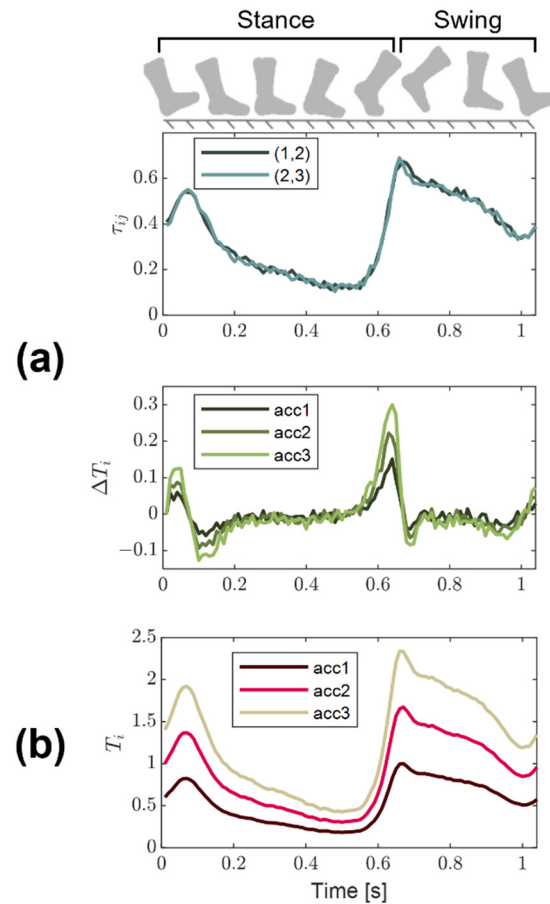 Stance Swing
(1,2)
(2,3)
0.6
0.4
0.2
0
τij
0 0.2 0.4 0.6 0.8 1
(a)
acc1
acc2
acc3
0.3
0.2
0.1
0
−0.1
ΔTi
0 0.2 0.4 0.6 0.8 1
acc1
acc2
acc3
2.5
2
1.5
1
0.5
0
Ti
(b)
0 0.2 0.4 0.6 0.8 1
Time [s]